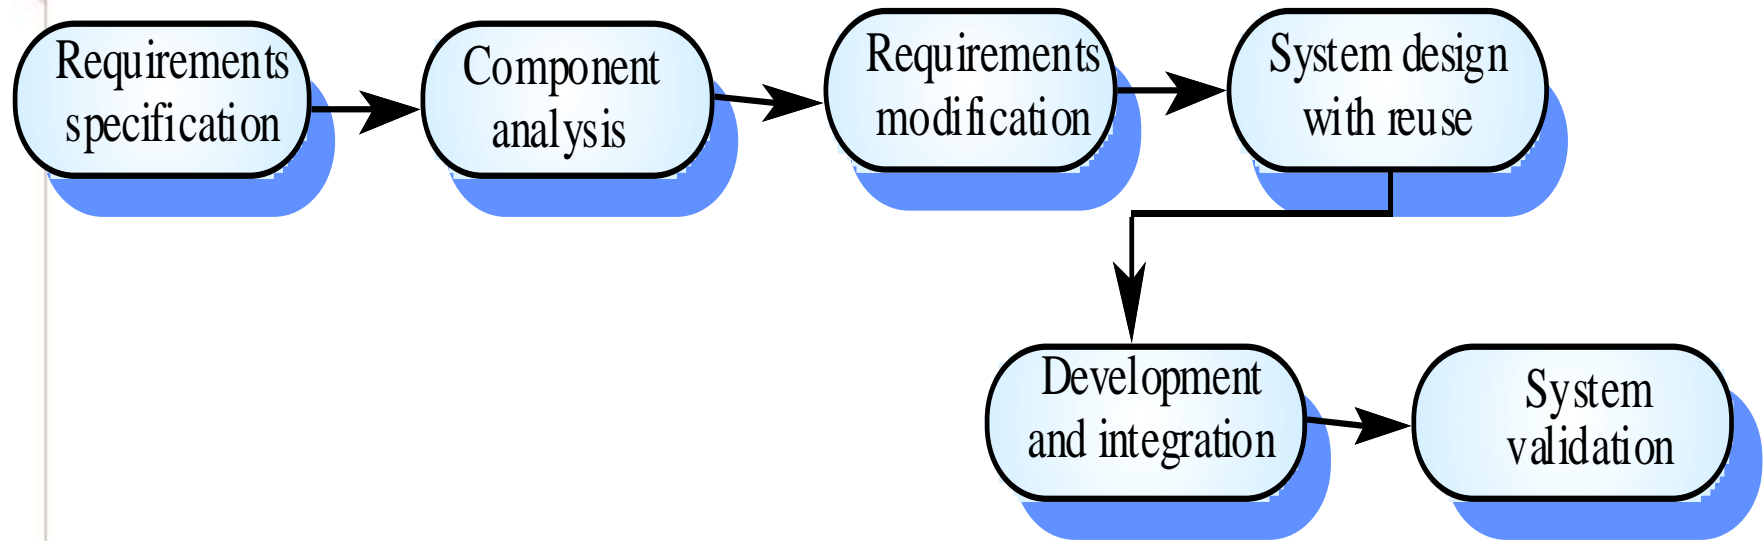 Requirements
specification
Component
analysis
Requirements
modification
System design
with reuse
Development
and integration
System
validation